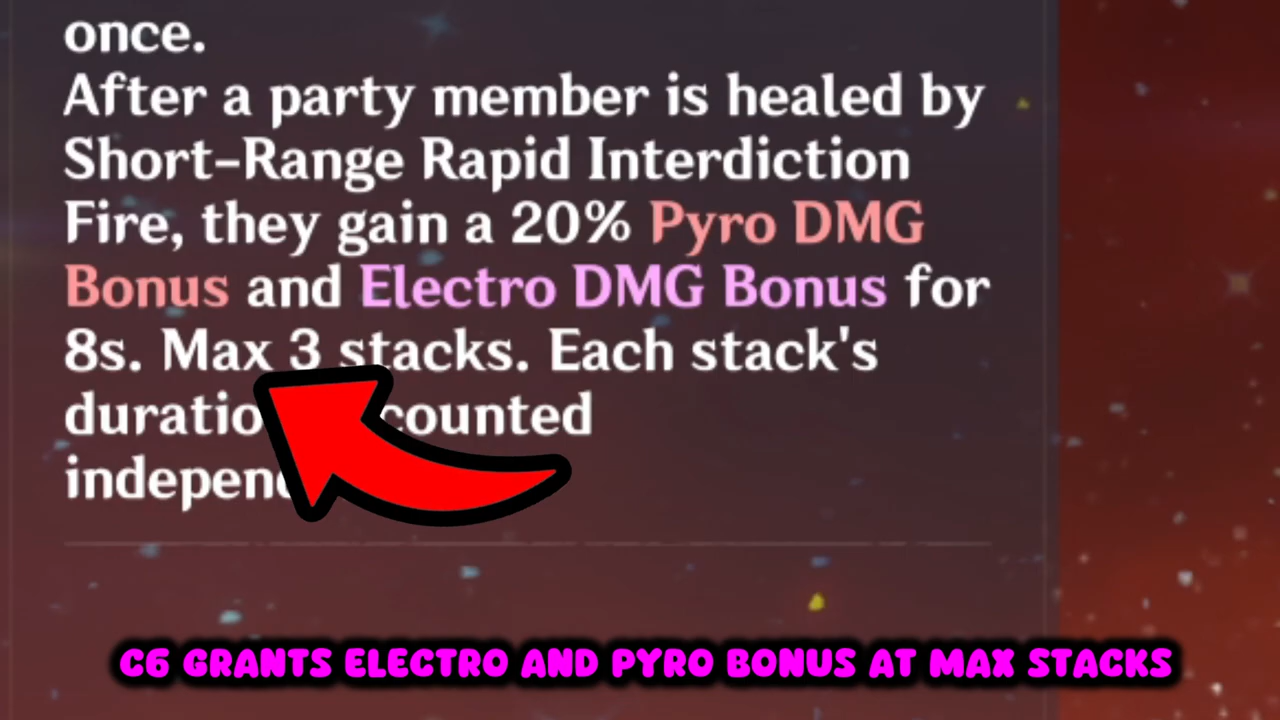 once.
After a party member is healed by
Short-Range Rapid Interdiction
Fire, they gain a 20% Pyro DMG
Bonus and Electro DMG Bonus for
8s. Max 3 stacks. Each stack's
counted
C6 GRANTS ELECTRO AND PYRO BONUS AT MAX STACKS